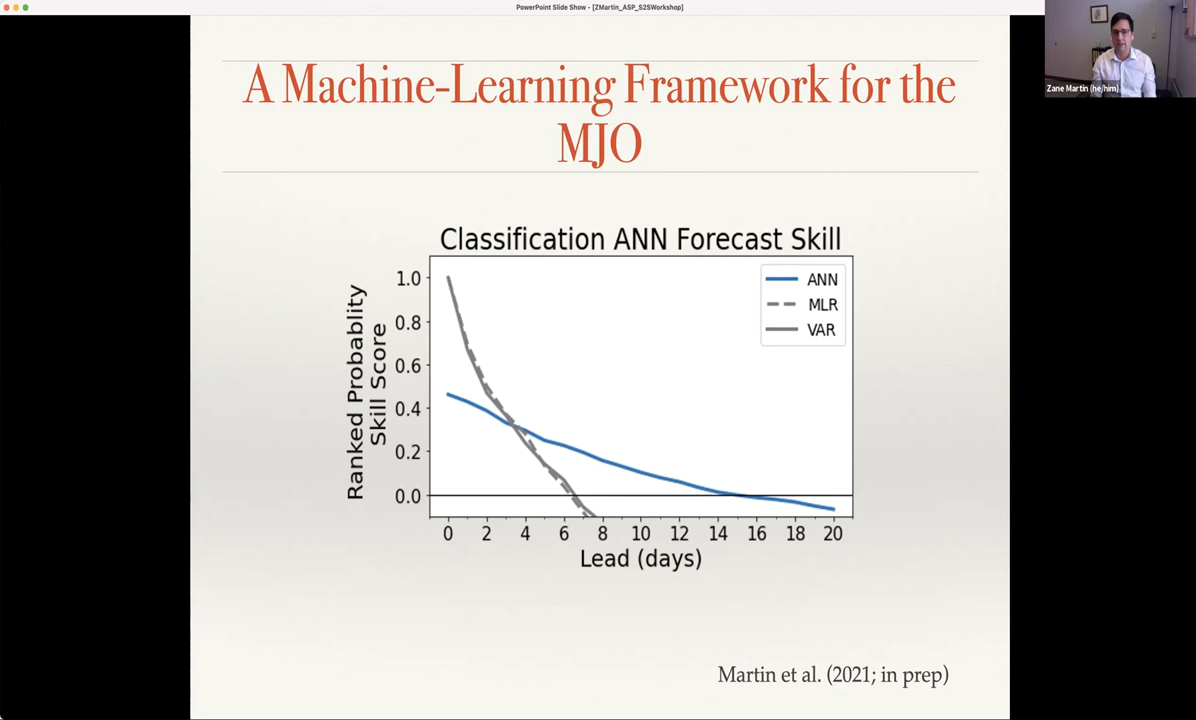 PowerPoint Slide Show - [ZMartin_ASP_S2SWorkshop]
Zane Martin (he/him)
A Machine-Learning Framework for the
MJO
Classification ANN Forecast Skill
Ranked Probablity
Skill Score
1.0
0.8
0.6
0.4
0.2
0.0
ANN
MLR
VAR
0 2 4 6 8 10 12 14 16 18 20
Lead (days)
Martin et al. (2021; in prep)